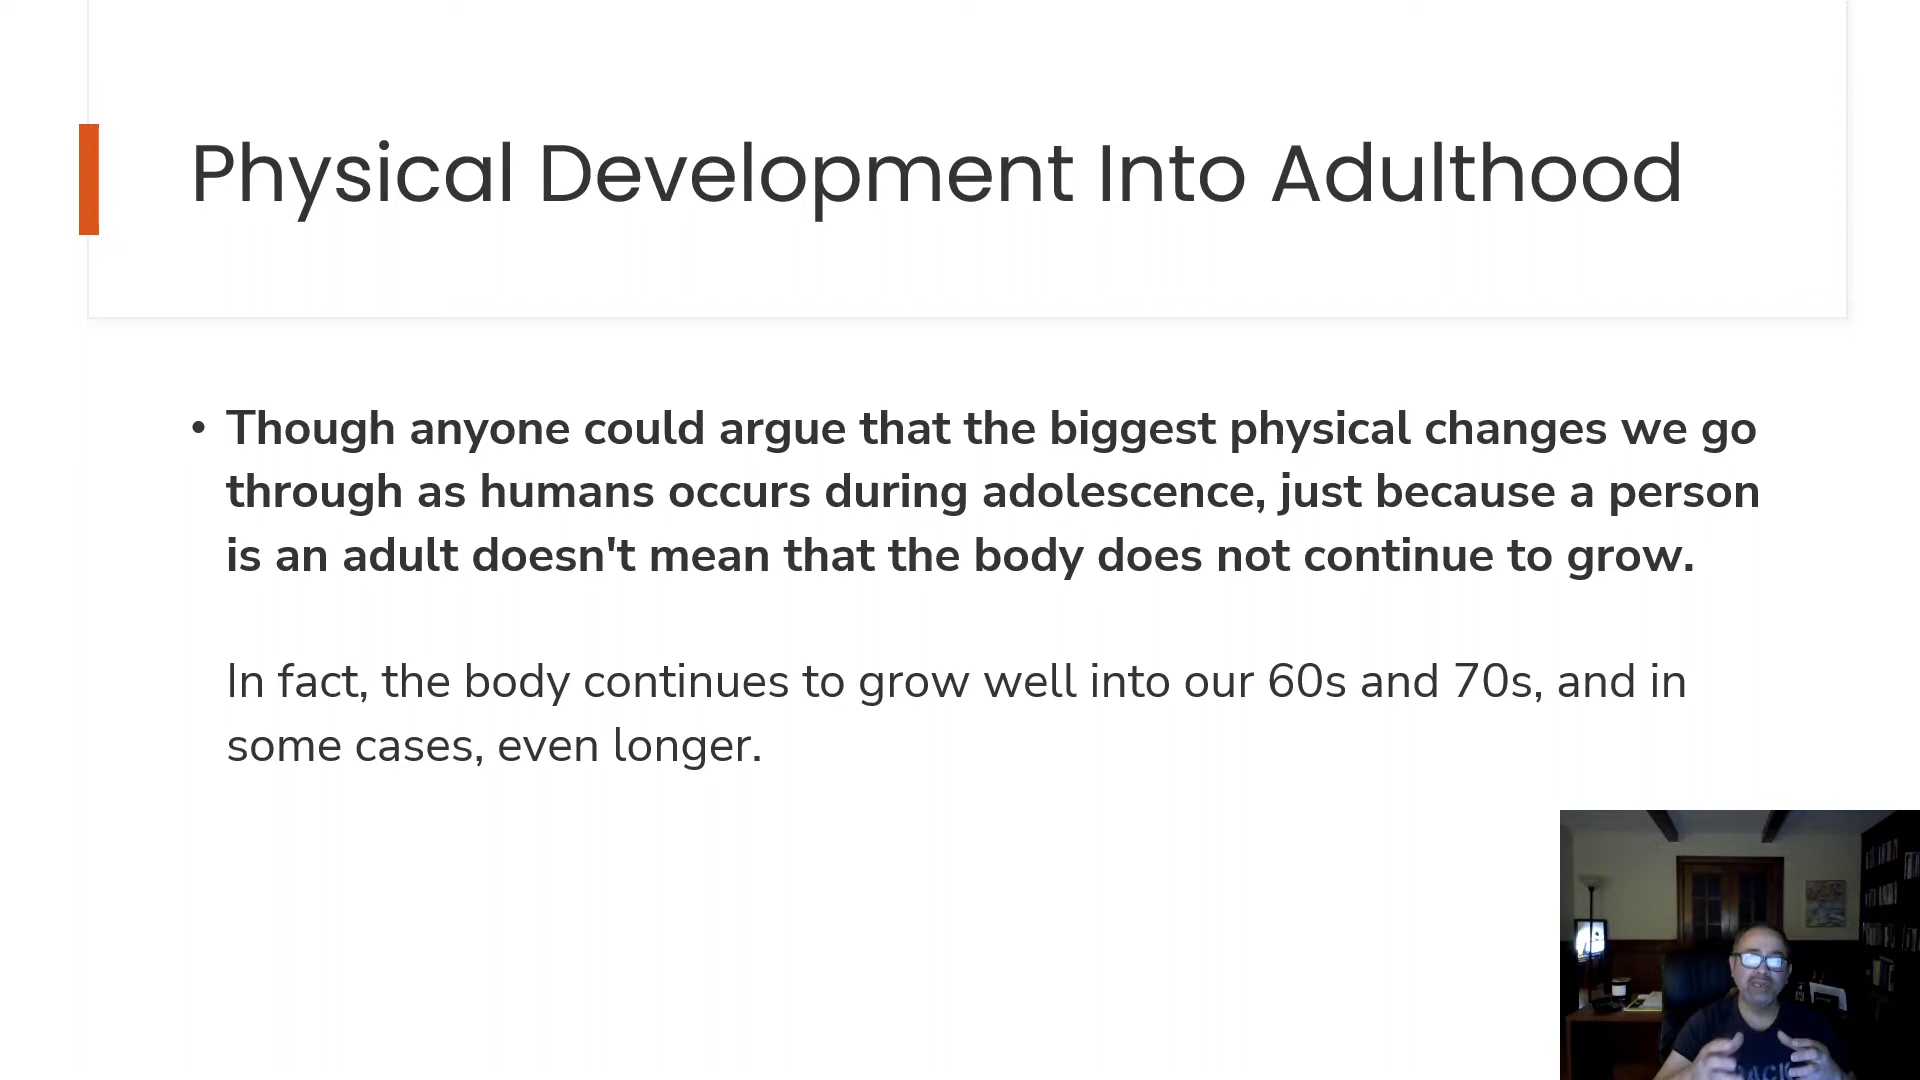 Physical Development Into Adulthood
• Though anyone could argue that the biggest physical changes we go
through as humans occurs during adolescence, just because a person
is an adult doesn't mean that the body does not continue to grow.
In fact, the body continues to grow well into our 60s and 70s, and in
some cases, even longer.